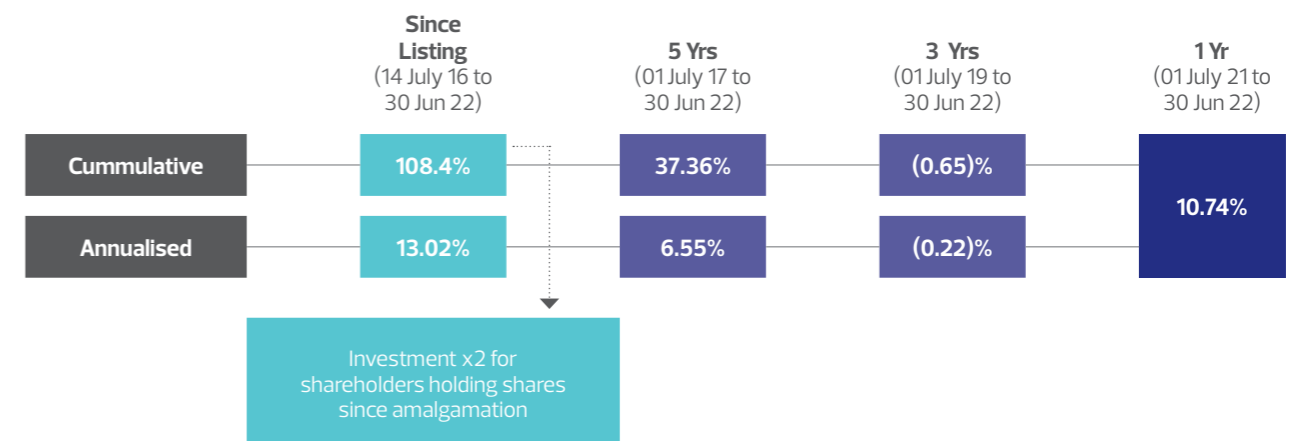 Since
Listing
(14 July 16 to
30 Jun 22)
5 Yrs
(01 July 17 to
30 Jun 22)
3 Yrs
(01 July 19 to
30 Jun 22)
1 Yr
(01 July 21 to
30 Jun 22)
Cummulative
108.4%
37.36%
(0.65)%
10.74%
Annualised
13.02%
6.55%
(0.22)%
Investment x2 for
shareholders holding shares
since amalgamation